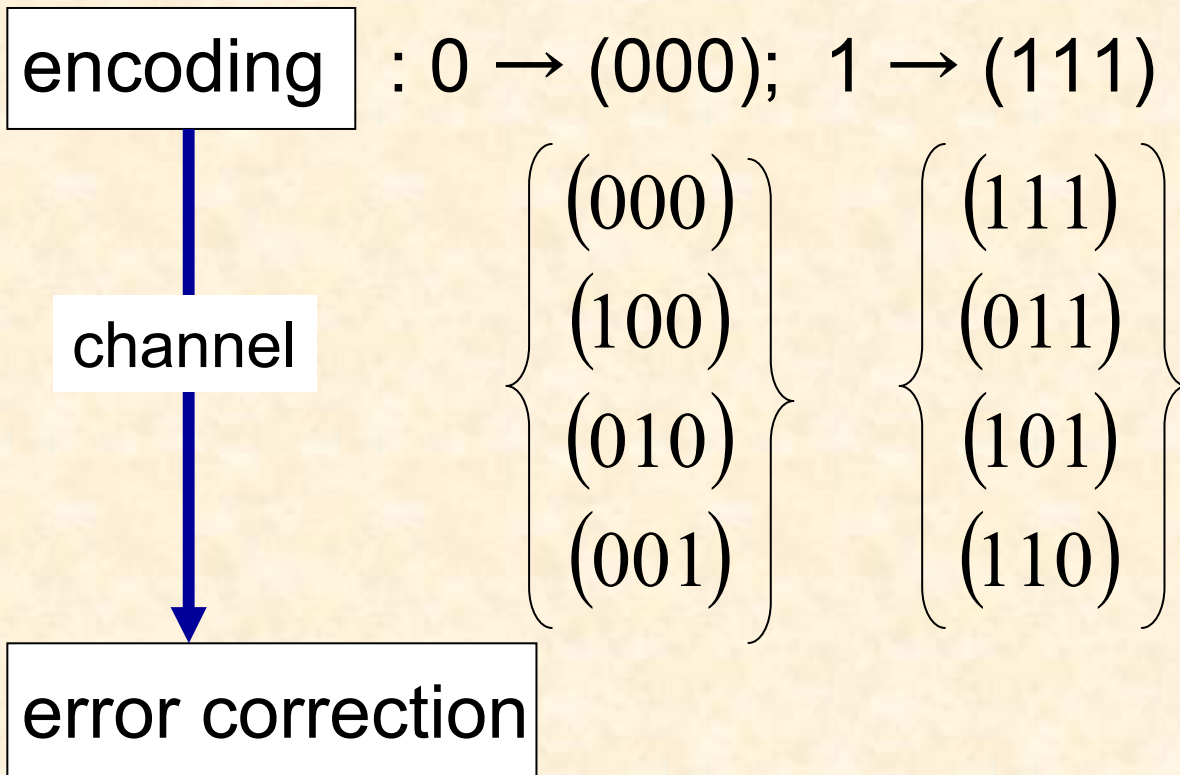 encoding : 0 → (000); 1 → (111)
(000) (111)
(100) (011)
channel
(010) (101)
(001) (110)
error correction